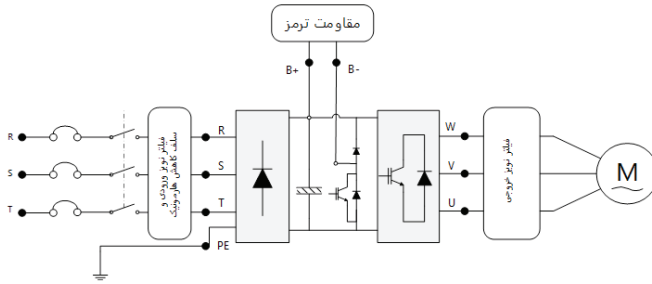 مقاومت ترمز
B+
B-
R
S
T
فیلتر نویز ورودی و
سلف کاهش هارمونیک
R
S
T
PE
W
V
U
فیلتر نویز خروجی
M